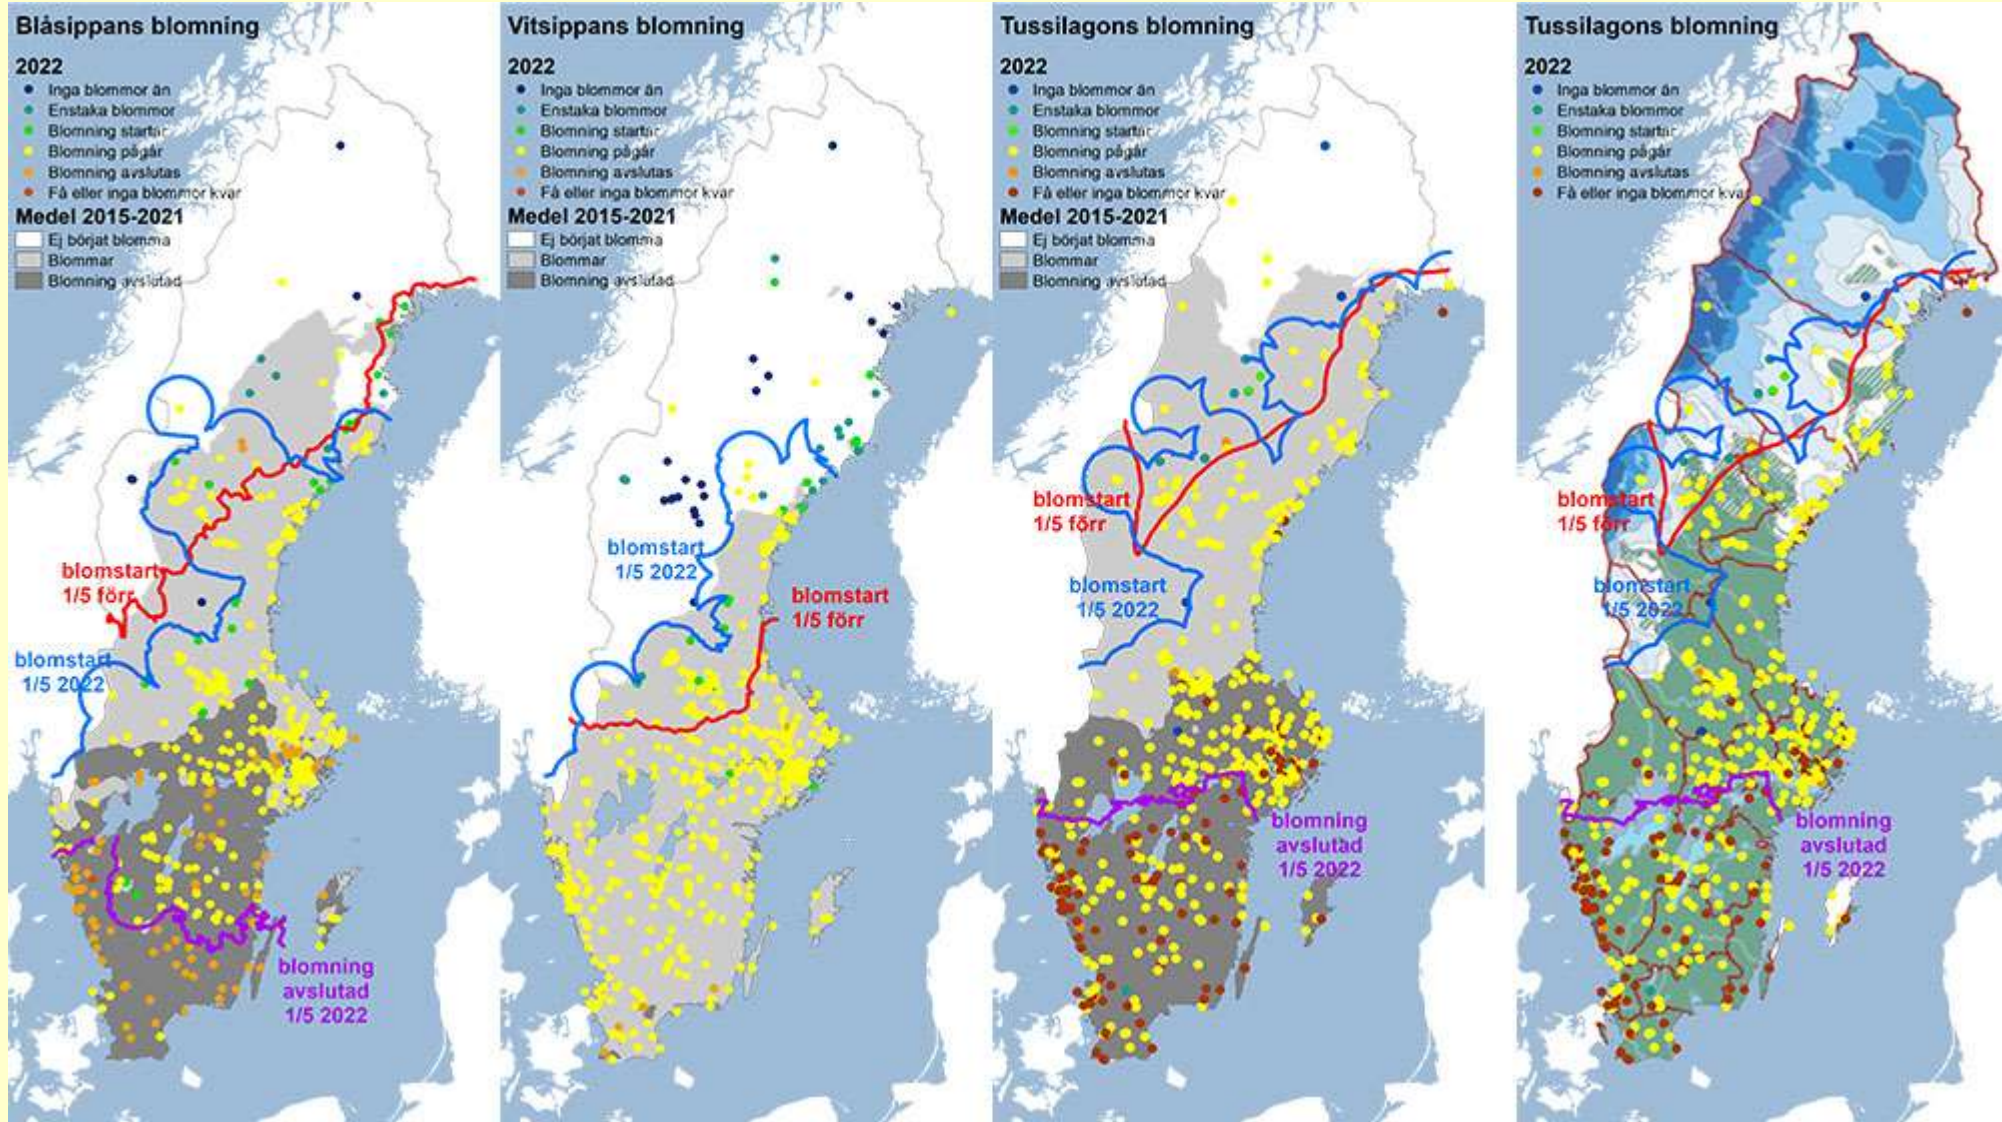 Blåsippans blomning
2022
Inga blommor än
Enstaka blommor
Blomning startar
Blomning pågår
Blomning avslutas
Få eller inga blommor kvar
Medel 2015-2021
Ej börjat blomma
Blommar
Blomning avslutad
blomstart
1/5 förr
blomstart
1/5 2022
blomning
avslutad
1/5 2022
Vitsippans blomning
2022
Inga blommor än
Enstaka blommor
Blomning startar
Blomning pågår
Blomning avslutas
Få eller inga blommor kvar
Medel 2015-2021
Ej börjat blomma
Blommar
Blomning avslutad
blomstart
1/5 2022
blomstart
1/5 förr
Tussilagons blomning
2022
Inga blommor än
Enstaka blommor
Blomning startar
Blomning pågår
Blomning avslutas
Få eller inga blommor kvar
Medel 2015-2021
Ej börjat blomma
Blommar
Blomning avslutad
blomstart
1/5 förr
blomstart
1/5 2022
blomning
avslutad
1/5 2022
Tussilagons blomning
2022
Inga blommor än
Enstaka blommor
Blomning startar
Blomning pågår
Blomning avslutas
Få eller inga blommor kvar
blomstart
1/5 förr
blomstart
1/5 2022
blomning
avslutad
1/5 2022